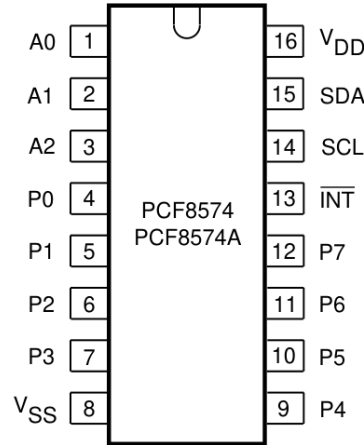 A0 1 16 VDD
A1 2 15 SDA
A2 3 14 SCL
P0 4 13 INT
PCF8574
PCF8574A
P1 5 12 P7
P2 6 11 P6
P3 7 10 P5
VSS 8 9 P4